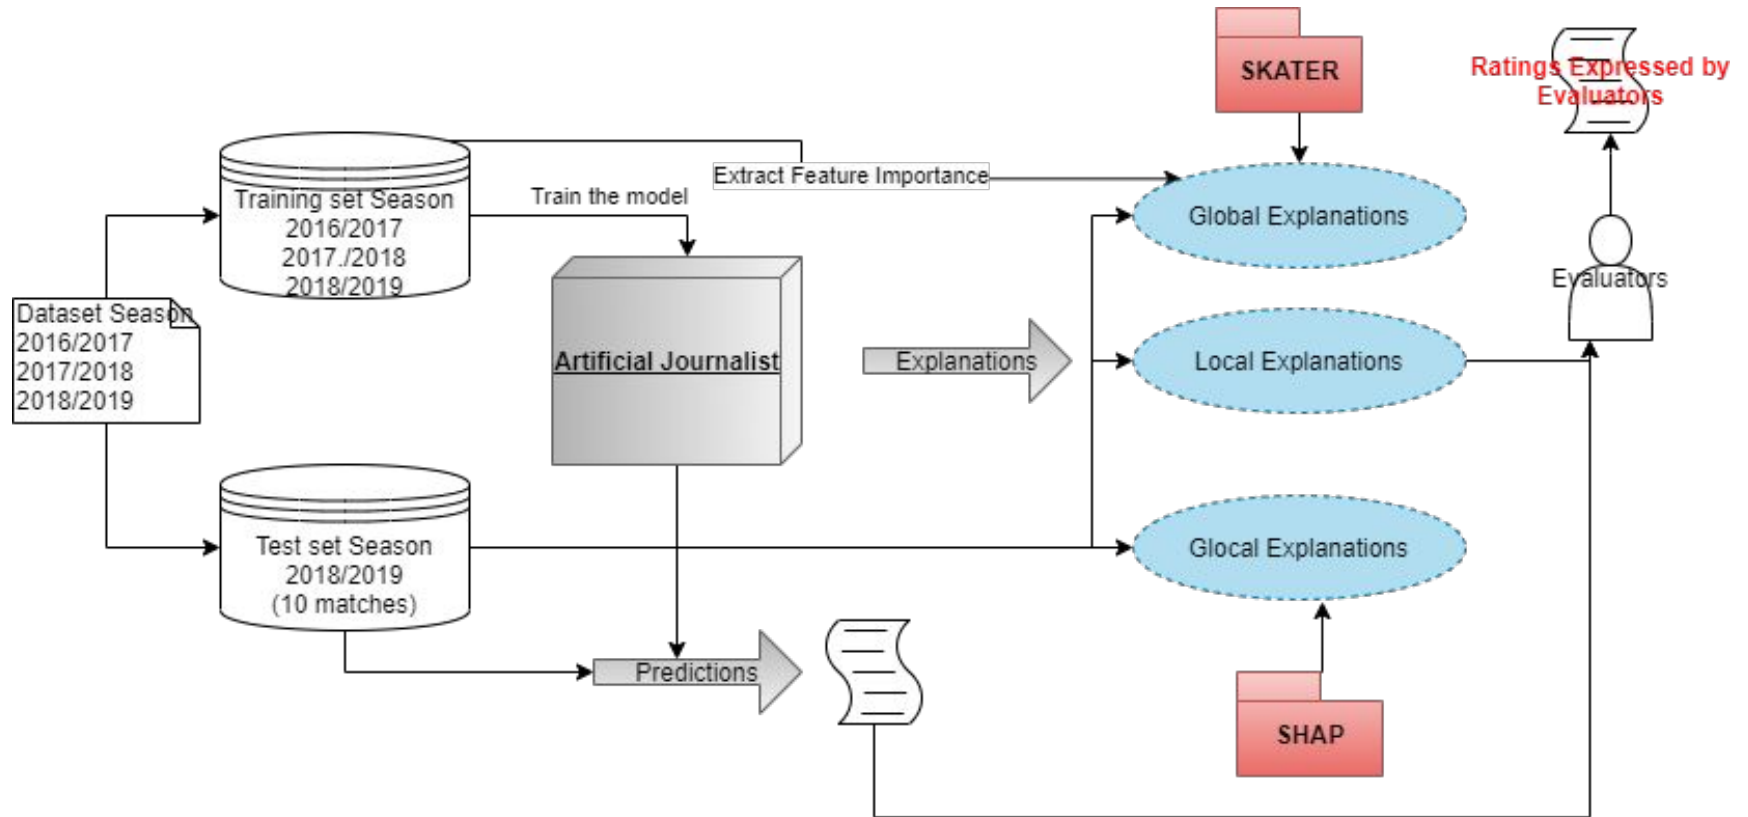 SKATER
Ratings Expressed by
Evaluators
Extract Feature Importance
Train the model
Training set Season
2016/2017
2017./2018
2018/2019
Global Explanations
Evaluators
Dataset Season
2016/2017
2017/2018
2018/2019
Artificial Journalist
Explanations
Local Explanations
Test set Season
2018/2019
(10 matches)
Glocal Explanations
Predictions
SHAP